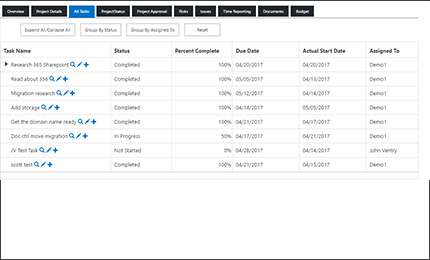 Overview Project Details All Tasks ProjectStatus Project Approval Risks Issues Time Reporting Documents Budget
Expand All/Collapse All Group By Status Group By Assigned To Reset
Task Name Status Percent Complete Due Date Actual Start Date Assigned To
Research 365 Sharepoint Completed 100% 04/20/2017 04/20/2017 Demo1
Read about 356 Completed 100% 05/05/2017 04/13/2017 Demo1
Migration research Completed 100% 05/12/2017 04/14/2017 Demo1
Add storage Completed 100% 04/14/2017 05/05/2017 Demo1
Get the domain name ready Completed 100% 04/21/2017 04/17/2017 Demo1
Doc ctrl move migration In Progress 50% 04/17/2017 04/21/2017 Demo1
JV Test Task Not Started 0% 04/28/2017 04/14/2017 John Ventry
scott test Completed 100% 04/21/2017 04/15/2017 Demo1